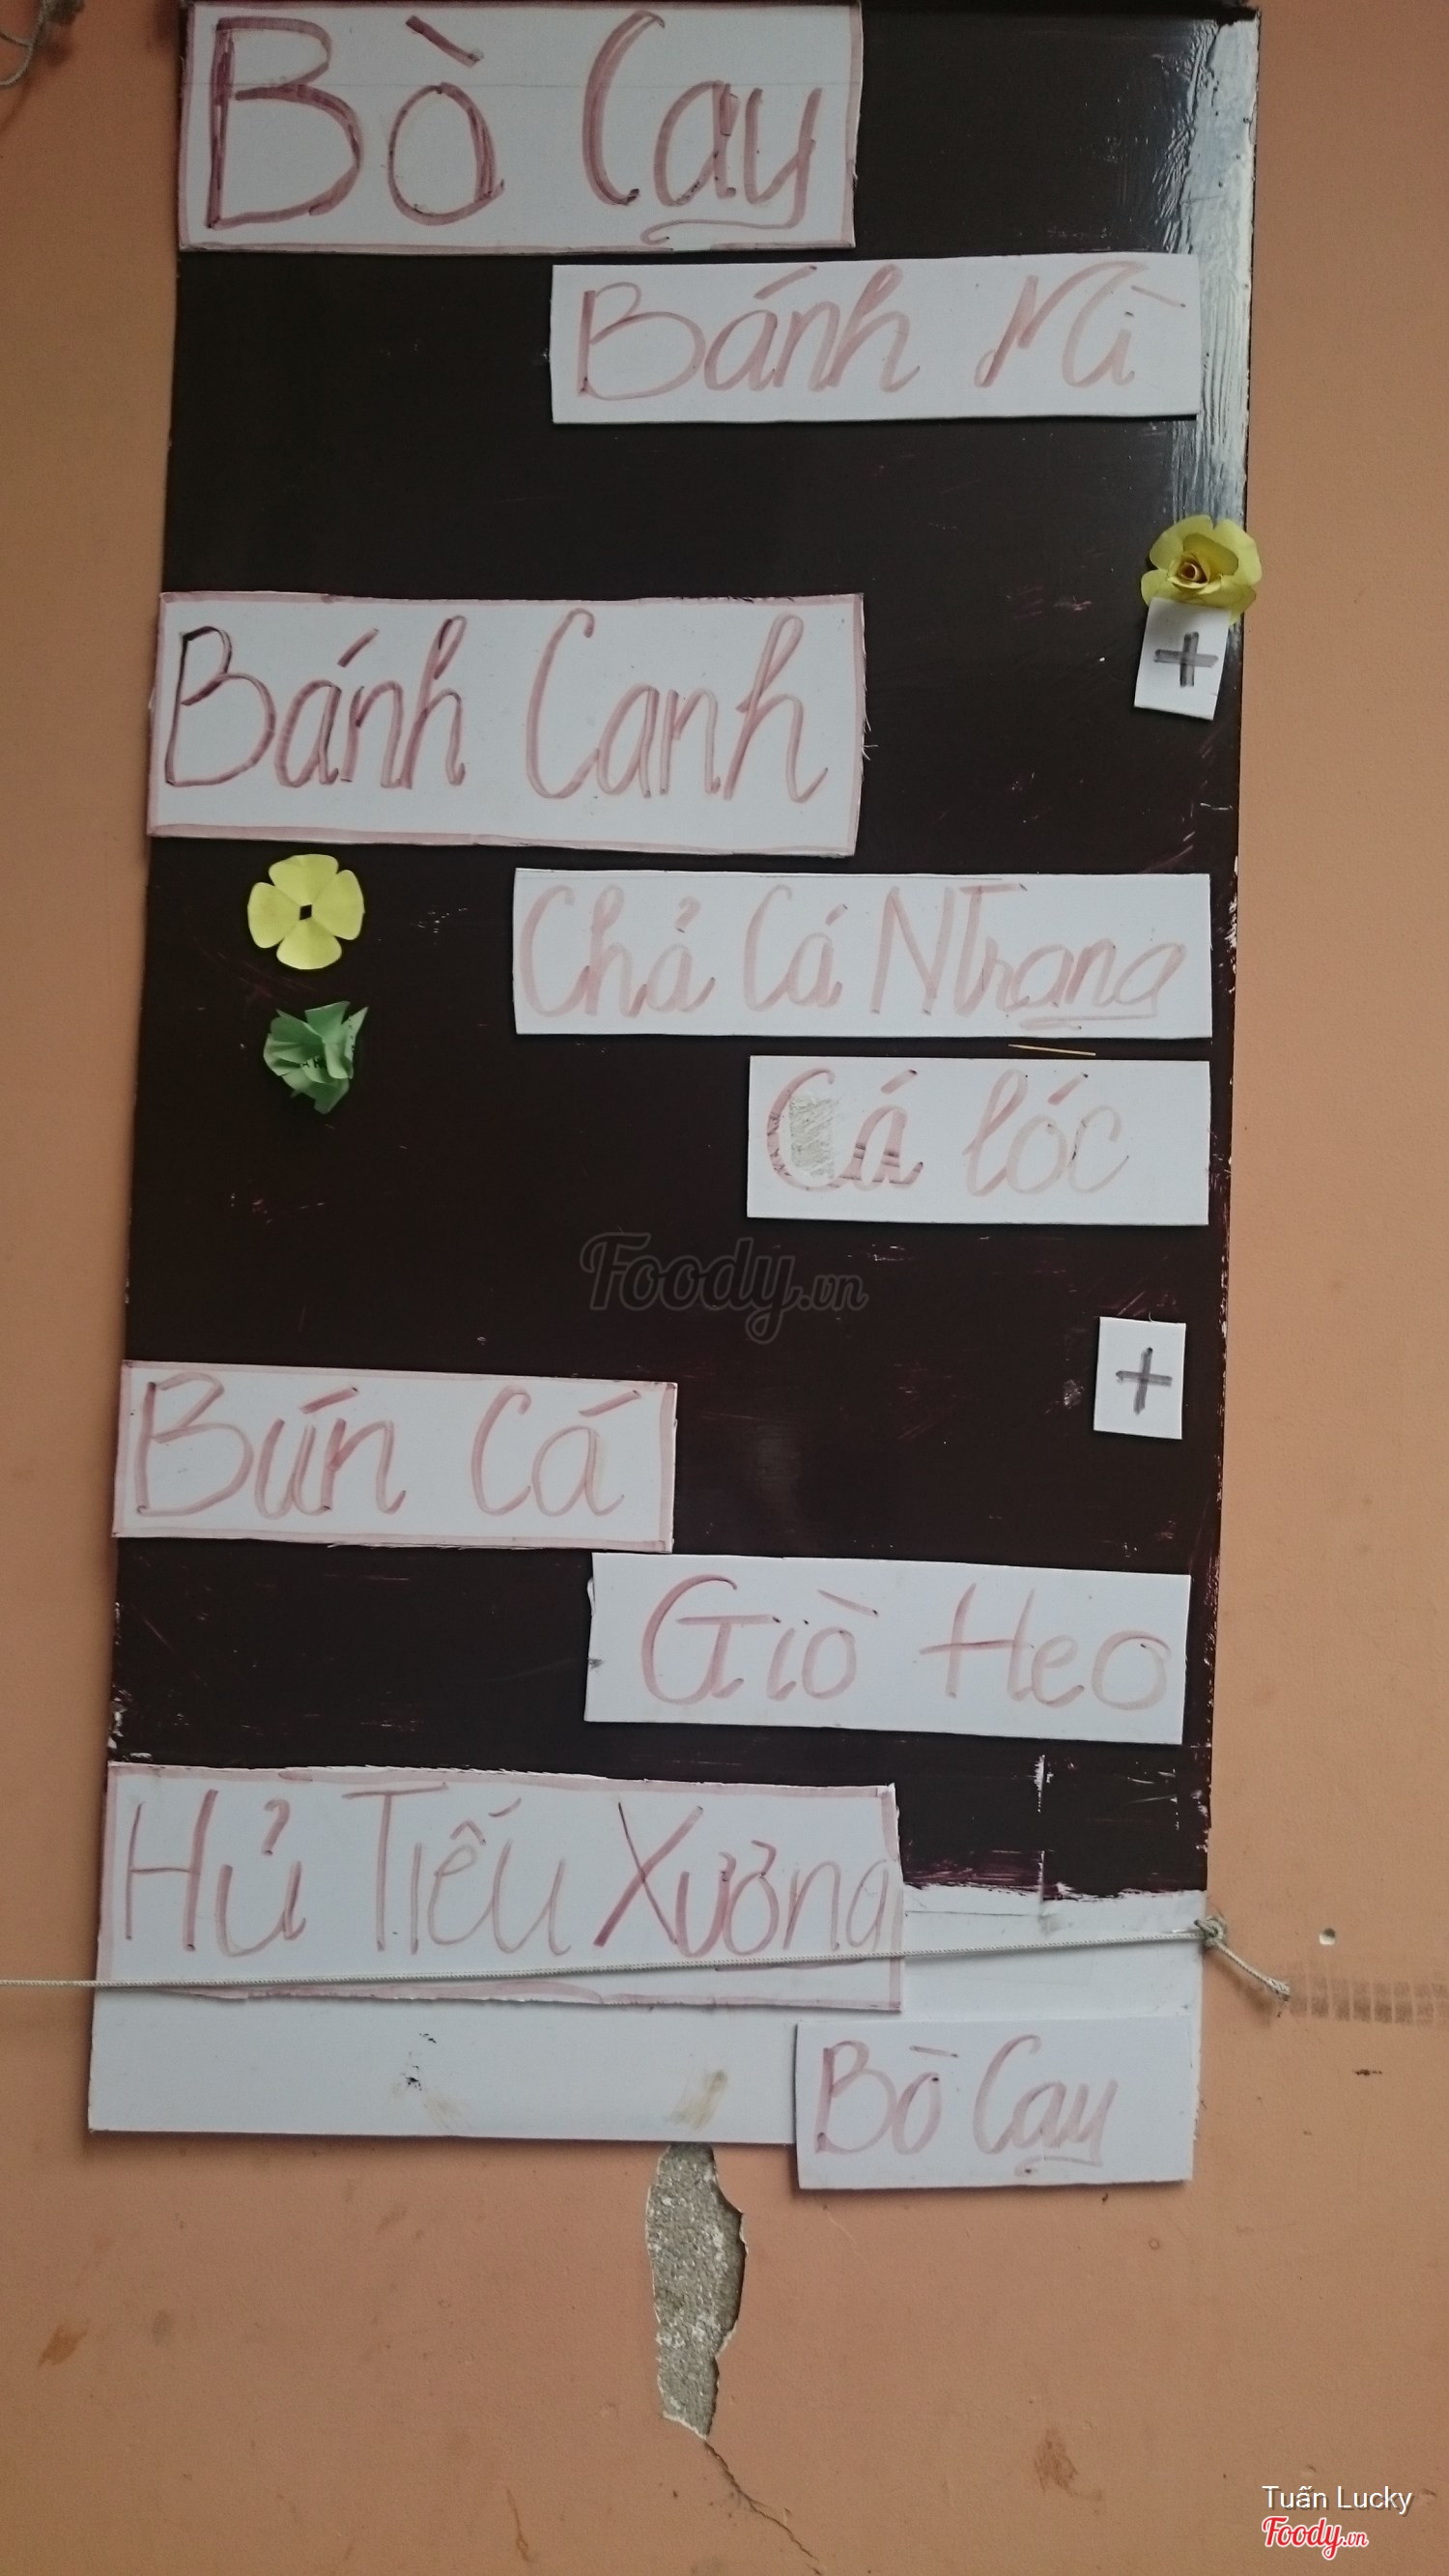 Bò Cay
Bánh Mì
+
Bánh Canh
Chả Cá NTrang
Cá lóc
Foody.vn
+
Bún Cá
Giò Heo
Hủ Tiếu Xương
Bò Cay
Tuấn Lucky
Foody.vn